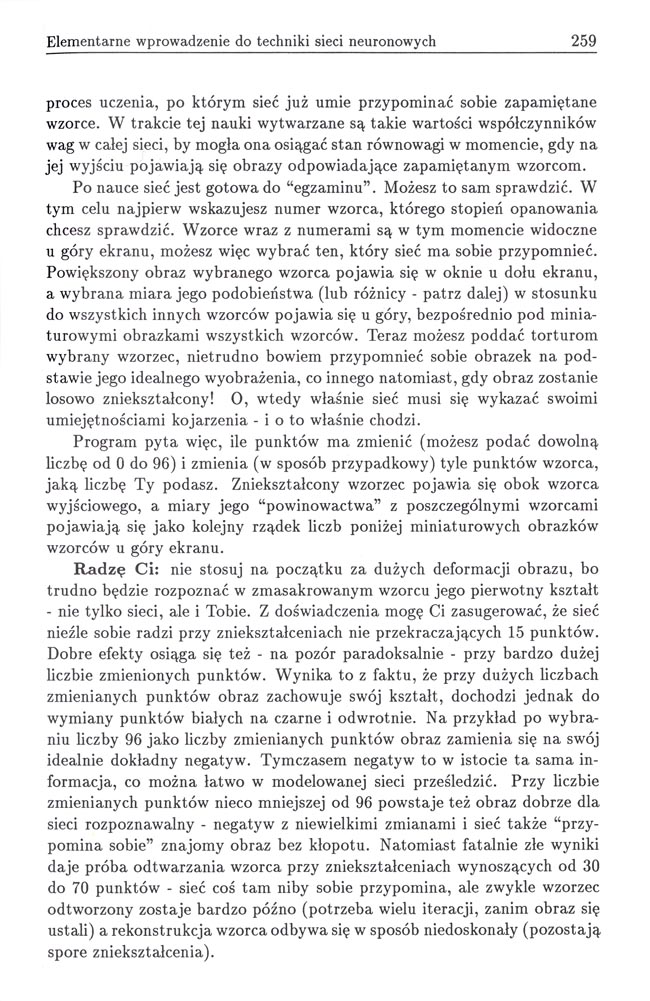 Elementarne wprowadzenie do techniki sieci neuronowych 259
proces uczenia, po którym sieć już umie przypominać sobie zapamiętane
wzorce. W trakcie tej nauki wytwarzane są takie wartości współczynników
wag w całej sieci, by mogła ona osiągać stan równowagi w momencie, gdy na
jej wyjściu pojawiają się obrazy odpowiadające zapamiętanym wzorcom.
Po nauce sieć jest gotowa do “egzaminu”. Możesz to sam sprawdzić. W
tym celu najpierw wskazujesz numer wzorca, którego stopień opanowania
chcesz sprawdzić. Wzorce wraz z numerami są w tym momencie widoczne
u góry ekranu, możesz więc wybrać ten, który sieć ma sobie przypomnieć.
Powiększony obraz wybranego wzorca pojawia się w oknie u dołu ekranu,
a wybrana miara jego podobieństwa (lub różnicy - patrz dalej) w stosunku
do wszystkich innych wzorców pojawia się u góry, bezpośrednio pod minia-
turowymi obrazkami wszystkich wzorców. Teraz możesz poddać torturom
wybrany wzorzec, nietrudno bowiem przypomnieć sobie obrazek na pod-
stawie jego idealnego wyobrażenia, co innego natomiast, gdy obraz zostanie
losowo zniekształcony! O, wtedy właśnie sieć musi się wykazać swoimi
umiejętnościami kojarzenia - i o to właśnie chodzi.
Program pyta więc, ile punktów ma zmienić (możesz podać dowolną
liczbę od 0 do 96) i zmienia (w sposób przypadkowy) tyle punktów wzorca,
jaką liczbę Ty podasz. Zniekształcony wzorzec pojawia się obok wzorca
wyjściowego, a miary jego “powinowactwa” z poszczególnymi wzorcami
pojawiają się jako kolejny rządek liczb poniżej miniaturowych obrazków
wzorców u góry ekranu.
Radzę Ci: nie stosuj na początku za dużych deformacji obrazu, bo
trudno będzie rozpoznać w zmasakrowanym wzorcu jego pierwotny kształt
- nie tylko sieci, ale i Tobie. Z doświadczenia mogę Ci zasugerować, że sieć
nieźle sobie radzi przy zniekształceniach nie przekraczających 15 punktów.
Dobre efekty osiąga się też - na pozór paradoksalnie - przy bardzo dużej
liczbie zmienionych punktów. Wynika to z faktu, że przy dużych liczbach
zmienianych punktów obraz zachowuje swój kształt, dochodzi jednak do
wymiany punktów białych na czarne i odwrotnie. Na przykład po wybra-
niu liczby 96 jako liczby zmienianych punktów obraz zamienia się na swój
idealnie dokładny negatyw. Tymczasem negatyw to w istocie ta sama in-
formacja, co można łatwo w modelowanej sieci prześledzić. Przy liczbie
zmienianych punktów nieco mniejszej od 96 powstaje też obraz dobrze dla
sieci rozpoznawalny - negatyw z niewielkimi zmianami i sieć także “przy-
pomina sobie” znajomy obraz bez kłopotu. Natomiast fatalnie złe wyniki
daje próba odtwarzania wzorca przy zniekształceniach wynoszących od 30
do 70 punktów - sieć coś tam niby sobie przypomina, ale zwykle wzorzec
odtworzony zostaje bardzo późno (potrzeba wielu iteracji, zanim obraz się
ustali) a rekonstrukcja wzorca odbywa się w sposób niedoskonały (pozostają
spore zniekształcenia).